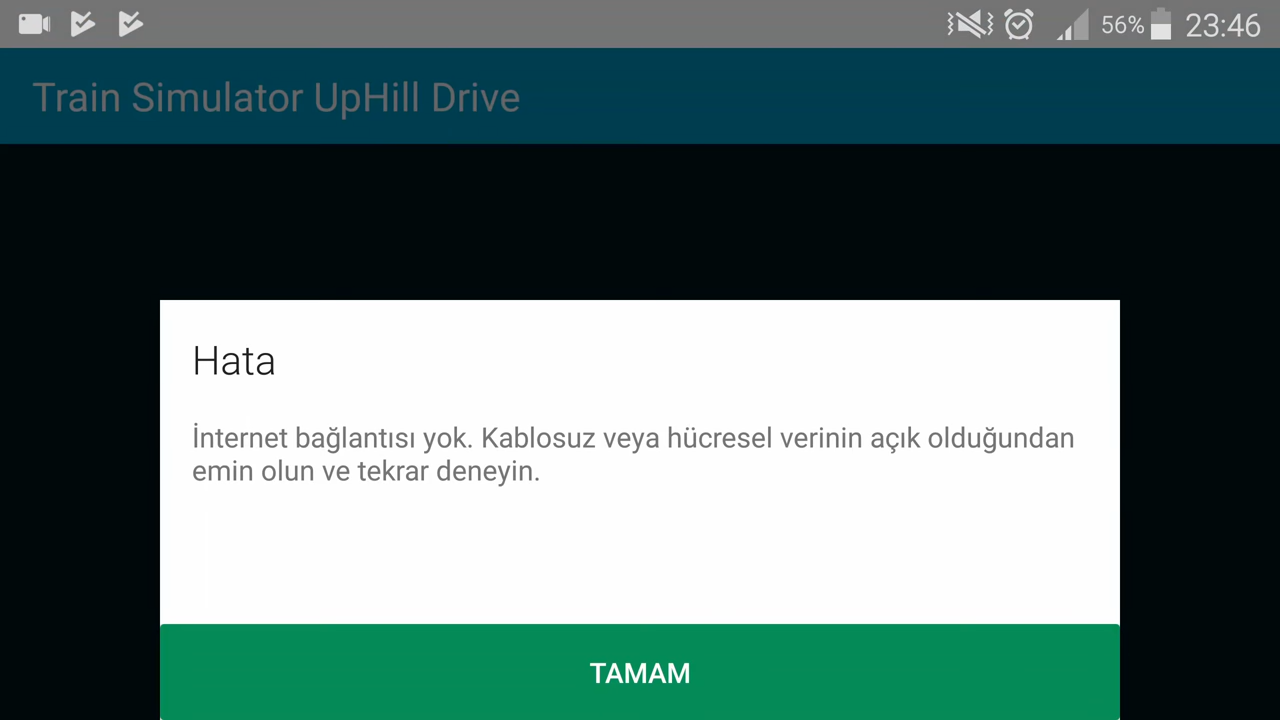 56% 23:46
Train Simulator UpHill Drive
Hata
İnternet bağlantısı yok. Kablosuz veya hücresel verinin açık olduğundan
emin olun ve tekrar deneyin.
TAMAM